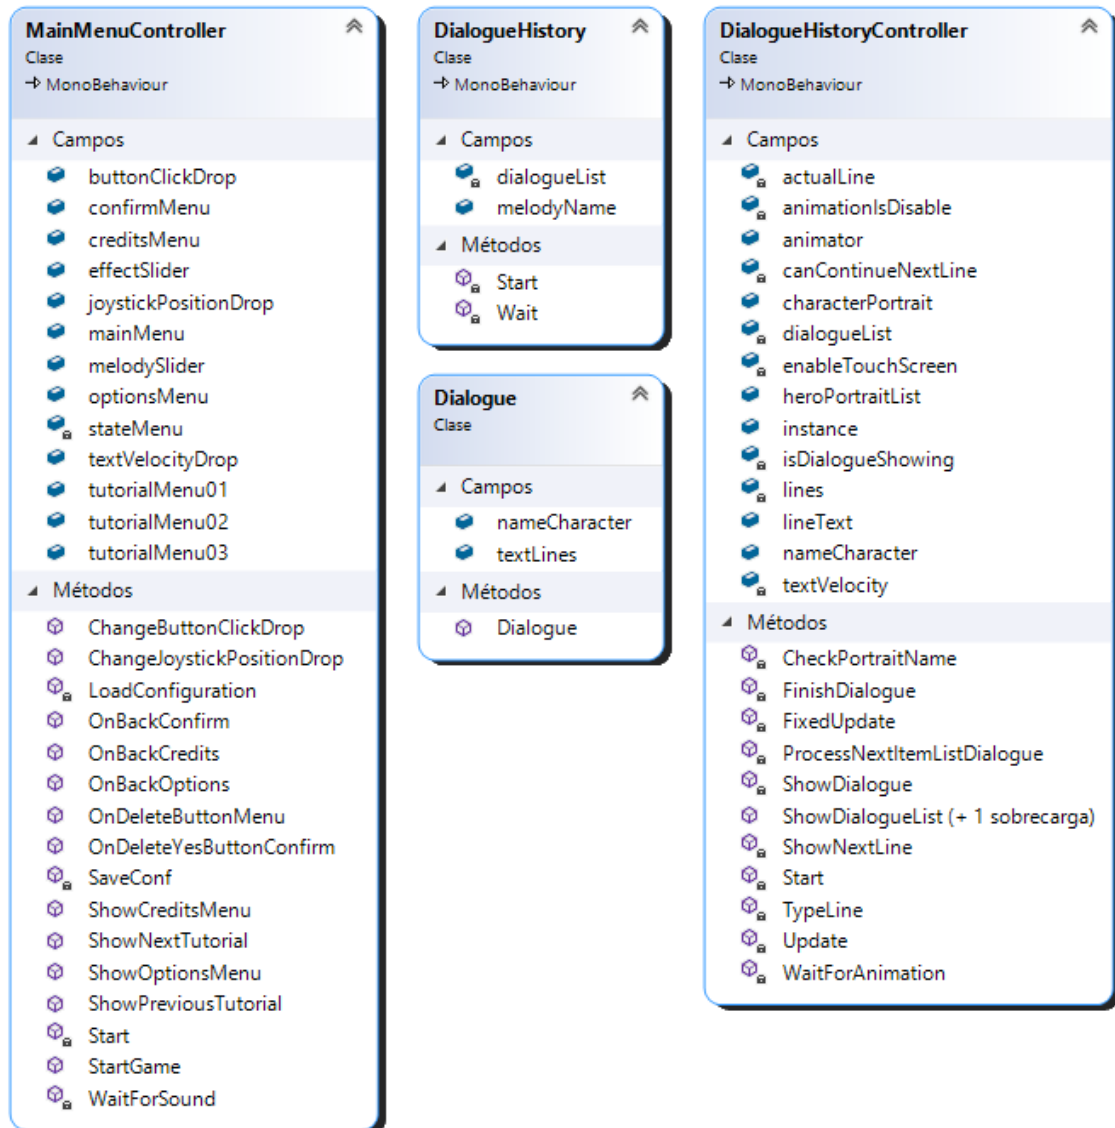 MainMenuController
Clase
MonoBehaviour
Campos
buttonClickDrop
confirmMenu
creditsMenu
effectSlider
joystickPositionDrop
mainMenu
melodySlider
optionsMenu
stateMenu
textVelocityDrop
tutorialMenu01
tutorialMenu02
tutorialMenu03
Métodos
ChangeButtonClickDrop
ChangeJoystickPositionDrop
LoadConfiguration
OnBackConfirm
OnBackCredits
OnBackOptions
OnDeleteButtonMenu
OnDeleteYesButtonConfirm
SaveConf
ShowCreditsMenu
ShowNextTutorial
ShowOptionsMenu
ShowPreviousTutorial
Start
StartGame
WaitForSound
DialogueHistory
Clase
MonoBehaviour
Campos
dialogueList
melodyName
Métodos
Start
Wait
Dialogue
Clase
Campos
nameCharacter
textLines
Métodos
Dialogue
DialogueHistoryController
Clase
MonoBehaviour
Campos
actualLine
animationIsDisable
animator
canContinueNextLine
characterPortrait
dialogueList
enableTouchScreen
heroPortraitList
instance
isDialogueShowing
lines
lineText
nameCharacter
textVelocity
Métodos
CheckPortraitName
FinishDialogue
FixedUpdate
ProcessNextItemListDialogue
ShowDialogue
ShowDialogueList (+ 1 sobrecarga)
ShowNextLine
Start
TypeLine
Update
WaitForAnimation